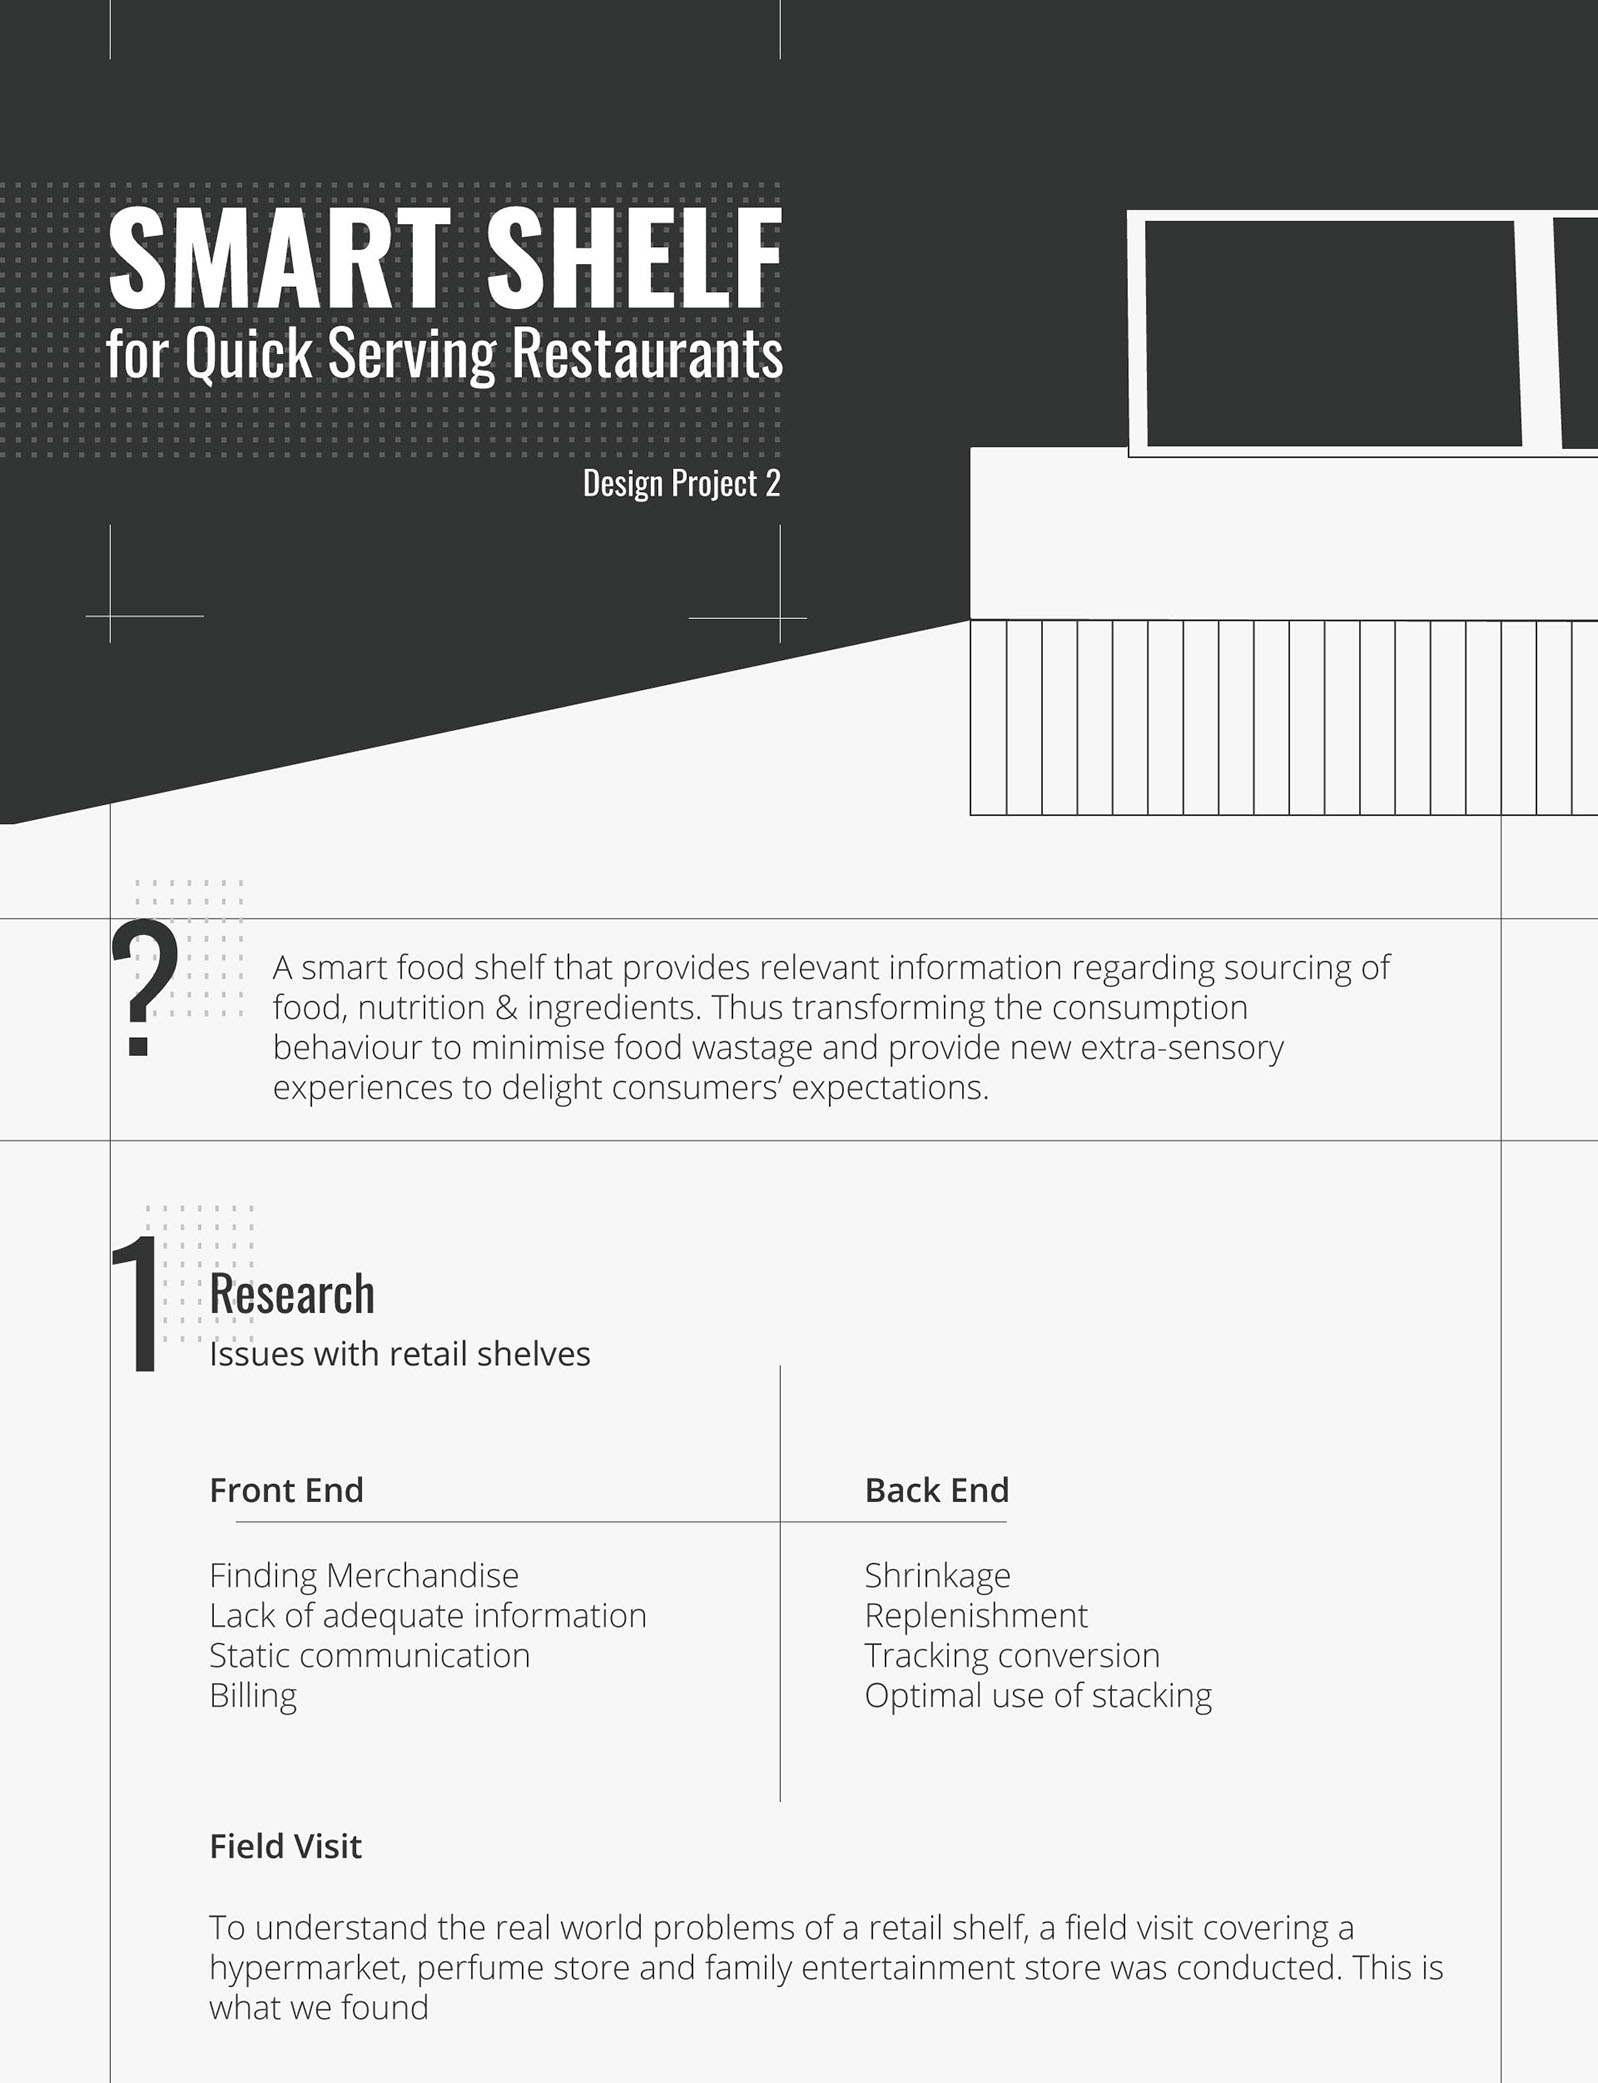 SMART SHELF
for Quick Serving Restaurants
Design Project 2
?
A smart food shelf that provides relevant information regarding sourcing of
food, nutrition & ingredients. Thus transforming the consumption
behaviour to minimise food wastage and provide new extra-sensory
experiences to delight consumers’ expectations.
1
Research
Issues with retail shelves
Front End
Finding Merchandise
Lack of adequate information
Static communication
Billing
Back End
Shrinkage
Replenishment
Tracking conversion
Optimal use of stacking
Field Visit
To understand the real world problems of a retail shelf, a field visit covering a
hypermarket, perfume store and family entertainment store was conducted. This is
what we found